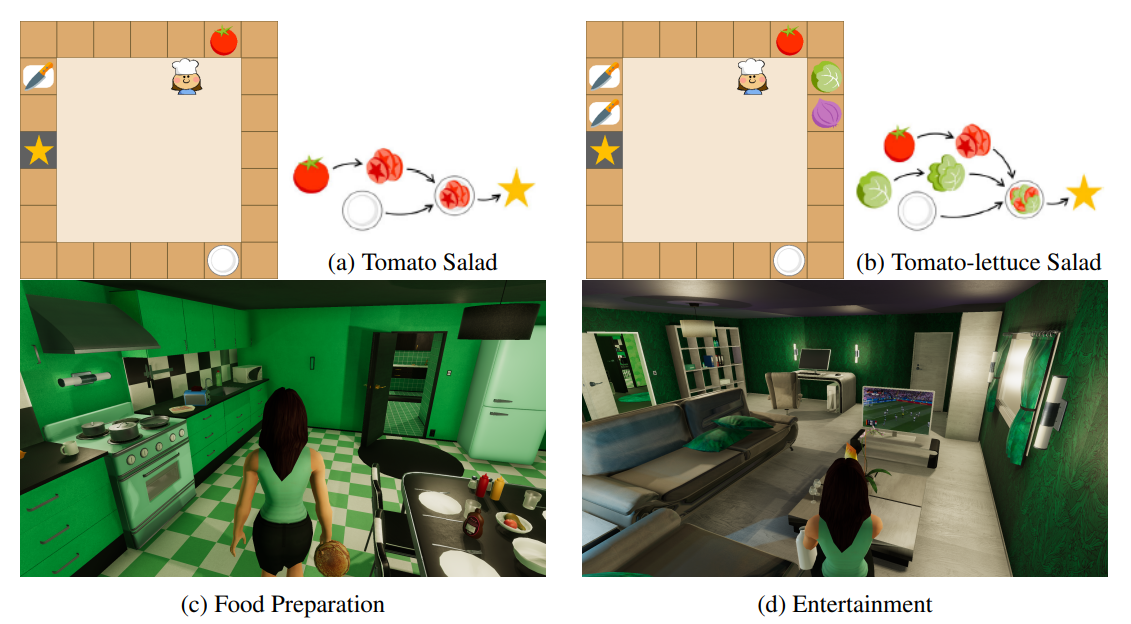 (a) Tomato Salad
(b) Tomato-lettuce Salad
(c) Food Preparation
(d) Entertainment